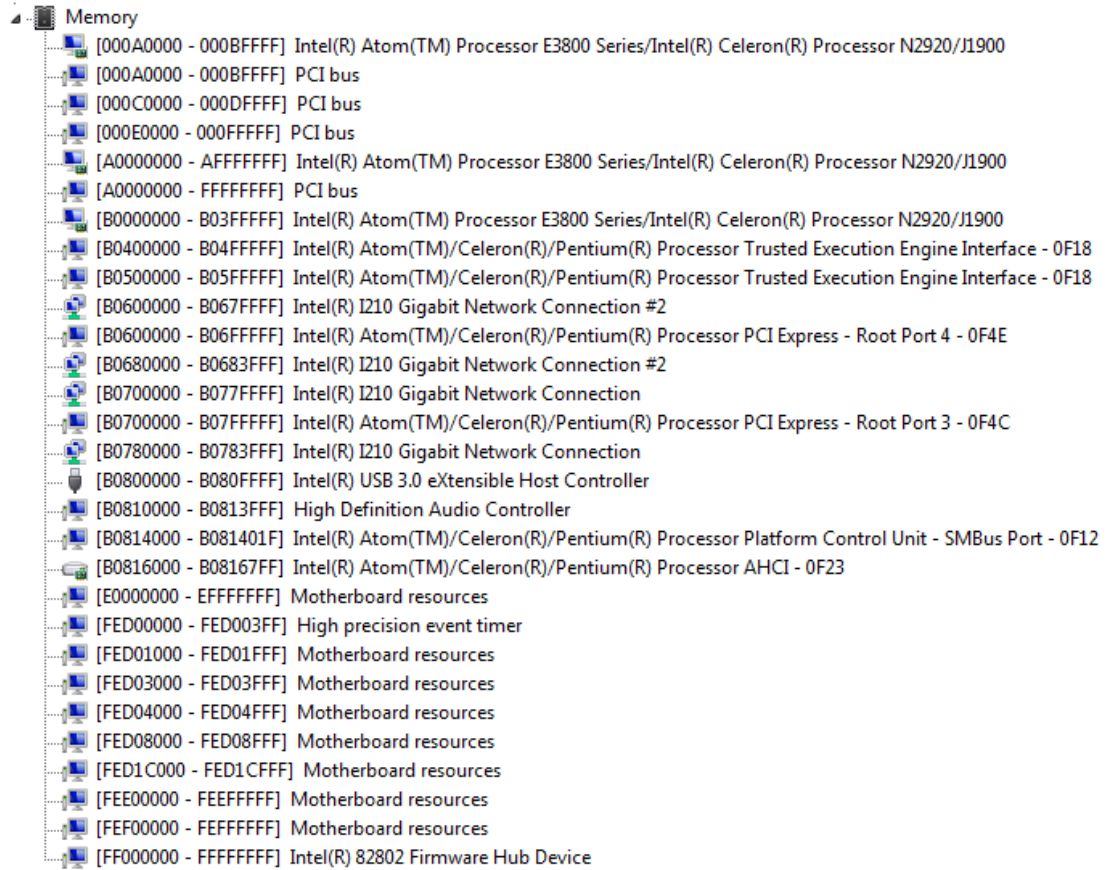 Memory
[000A0000 - 000BFFFF] Intel(R) Atom(TM) Processor E3800 Series/Intel(R) Celeron(R) Processor N2920/J1900
[000A0000 - 000BFFFF] PCI bus
[000C0000 - 000DFFFF] PCI bus
[000E0000 - 000FFFFF] PCI bus
[A0000000 - AFFFFFFF] Intel(R) Atom(TM) Processor E3800 Series/Intel(R) Celeron(R) Processor N2920/J1900
[A0000000 - FFFFFFFF] PCI bus
[B0000000 - B03FFFFF] Intel(R) Atom(TM) Processor E3800 Series/Intel(R) Celeron(R) Processor N2920/J1900
[B0400000 - B04FFFFF] Intel(R) Atom(TM)/Celeron(R)/Pentium(R) Processor Trusted Execution Engine Interface - 0F18
[B0500000 - B05FFFFF] Intel(R) Atom(TM)/Celeron(R)/Pentium(R) Processor Trusted Execution Engine Interface - 0F18
[B0600000 - B067FFFF] Intel(R) I210 Gigabit Network Connection #2
[B0600000 - B06FFFFF] Intel(R) Atom(TM)/Celeron(R)/Pentium(R) Processor PCI Express - Root Port 4 - 0F4E
[B0680000 - B0683FFF] Intel(R) I210 Gigabit Network Connection #2
[B0700000 - B077FFFF] Intel(R) I210 Gigabit Network Connection
[B0700000 - B07FFFFF] Intel(R) Atom(TM)/Celeron(R)/Pentium(R) Processor PCI Express - Root Port 3 - 0F4C
[B0780000 - B0783FFF] Intel(R) I210 Gigabit Network Connection
[B0800000 - B080FFFF] Intel(R) USB 3.0 eXtensible Host Controller
[B0810000 - B0813FFF] High Definition Audio Controller
[B0814000 - B081401F] Intel(R) Atom(TM)/Celeron(R)/Pentium(R) Processor Platform Control Unit - SMBus Port - 0F12
[B0816000 - B08167FF] Intel(R) Atom(TM)/Celeron(R)/Pentium(R) Processor AHCI - 0F23
[E0000000 - EFFFFFFF] Motherboard resources
[FED00000 - FED003FF] High precision event timer
[FED01000 - FED01FFF] Motherboard resources
[FED03000 - FED03FFF] Motherboard resources
[FED04000 - FED04FFF] Motherboard resources
[FED08000 - FED08FFF] Motherboard resources
[FED1C000 - FED1CFFF] Motherboard resources
[FEE00000 - FEEFFFFF] Motherboard resources
[FEF00000 - FEFFFFFF] Motherboard resources
[FF000000 - FFFFFFFF] Intel(R) 82802 Firmware Hub Device